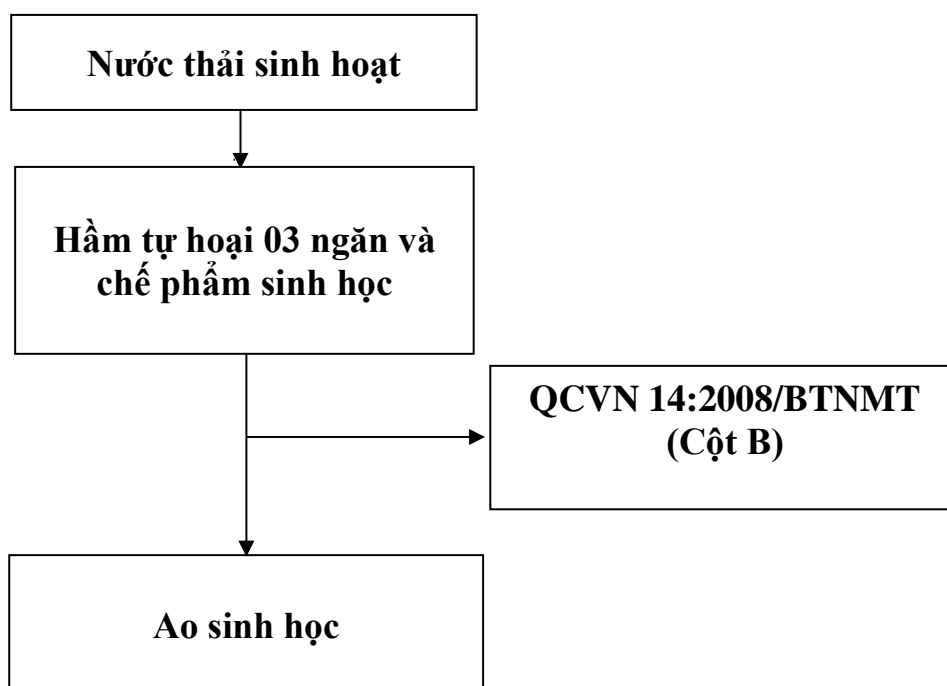 Nước thải sinh hoạt
Hầm tự hoại 03 ngăn và
chế phẩm sinh học
QCVN 14:2008/BTNMT
(Cột B)
Ao sinh học